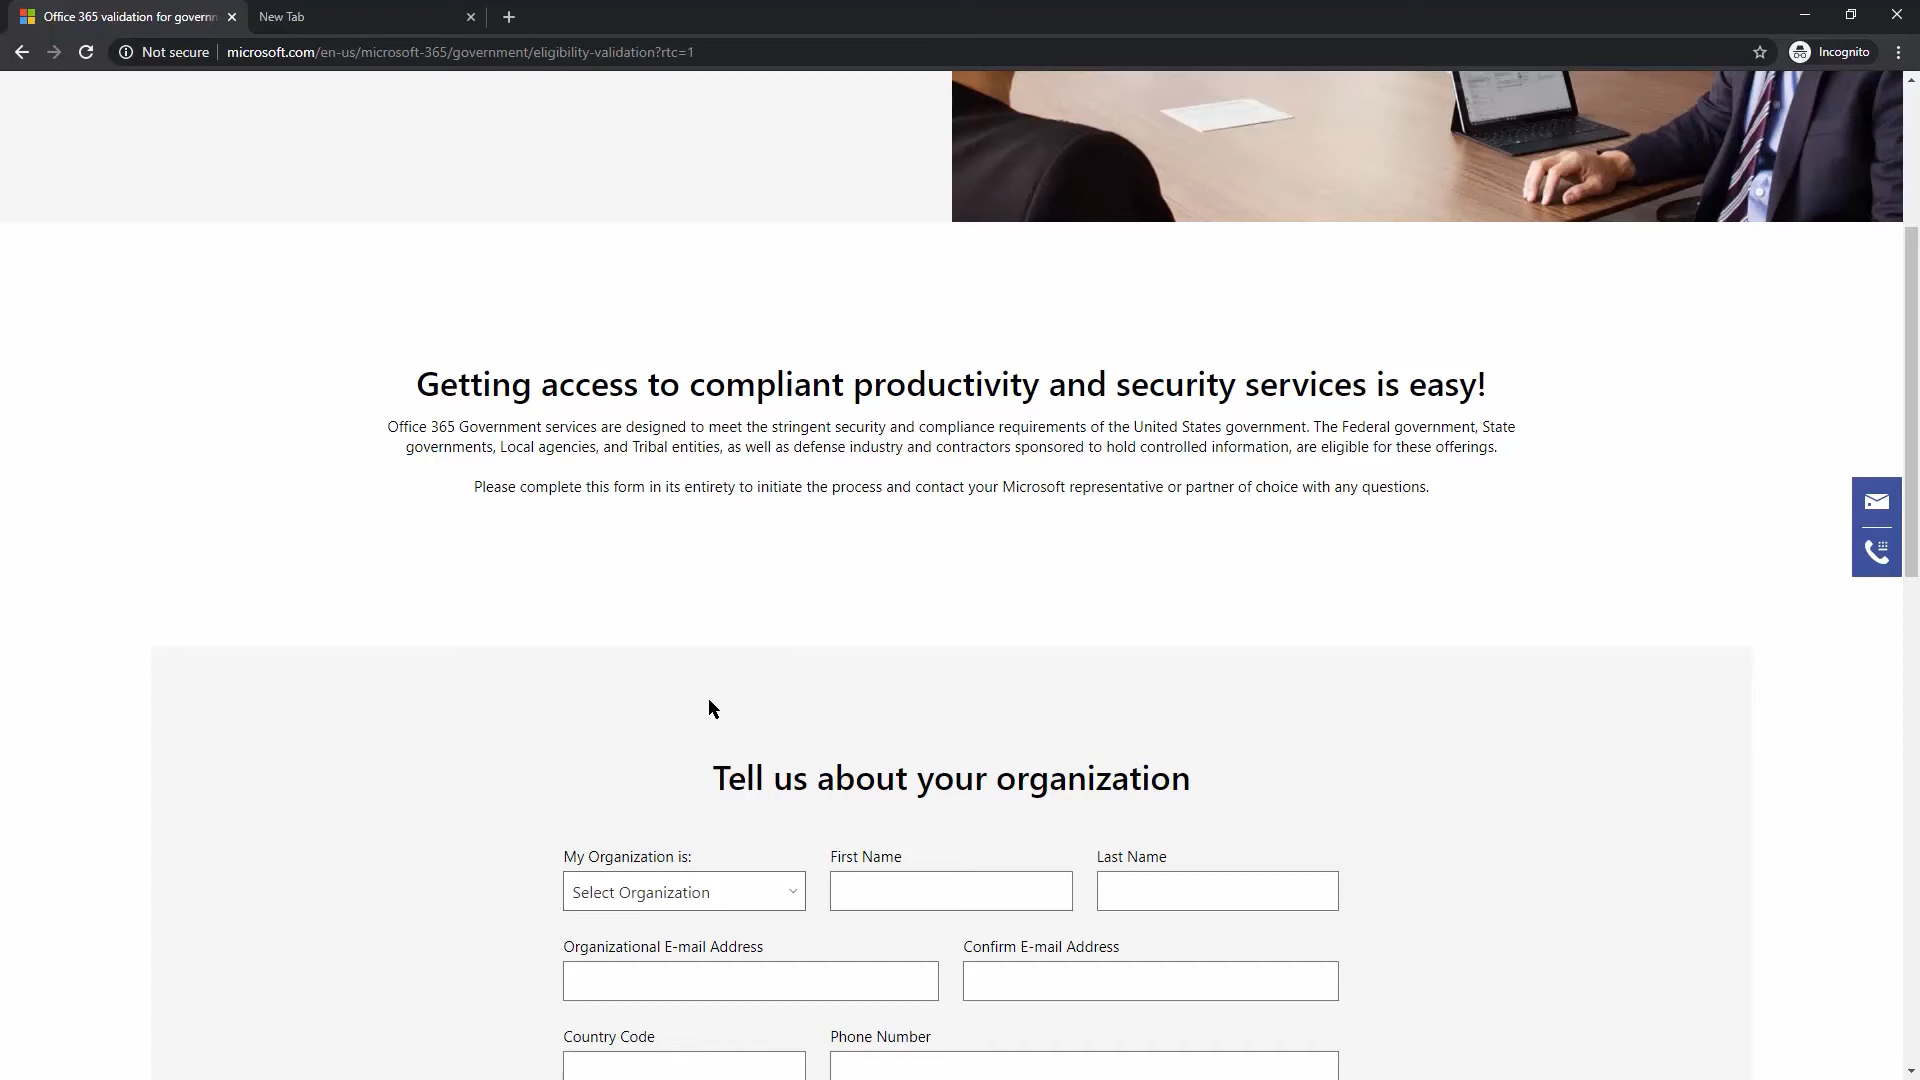 Office 365 validation for govern
New Tab
Not secure
microsoft.com/en-us/microsoft-365/government/eligibility-validation?rtc=1
Incognito
Getting access to compliant productivity and security services is easy!
Office 365 Government services are designed to meet the stringent security and compliance requirements of the United States government. The Federal government, State
governments, Local agencies, and Tribal entities, as well as defense industry and contractors sponsored to hold controlled information, are eligible for these offerings.
Please complete this form in its entirety to initiate the process and contact your Microsoft representative or partner of choice with any questions.
Tell us about your organization
My Organization is:
First Name
Last Name
Select Organization
Organizational E-mail Address
Confirm E-mail Address
Country Code
Phone Number